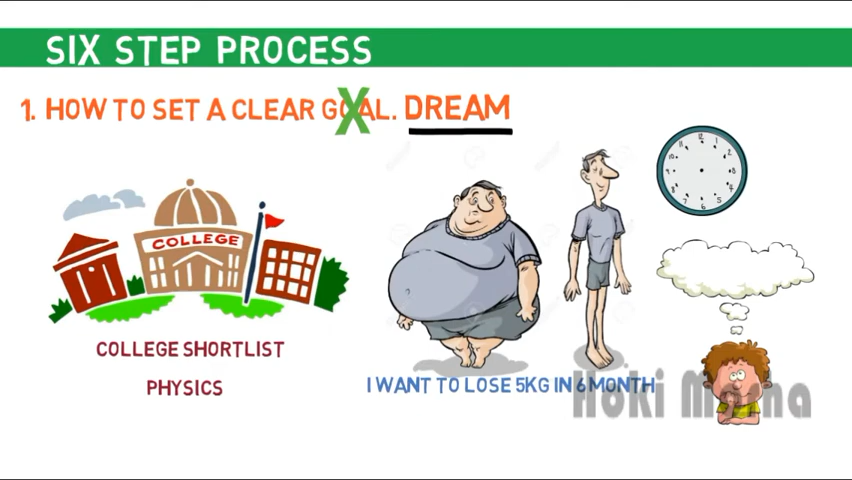 SIX STEP PROCESS
1. HOW TO SET A CLEAR GOAL. DREAM
COLLEGE
COLLEGE SHORTLIST
PHYSICS
I WANT TO LOSE 5KG IN 6 MONTH
Hoki